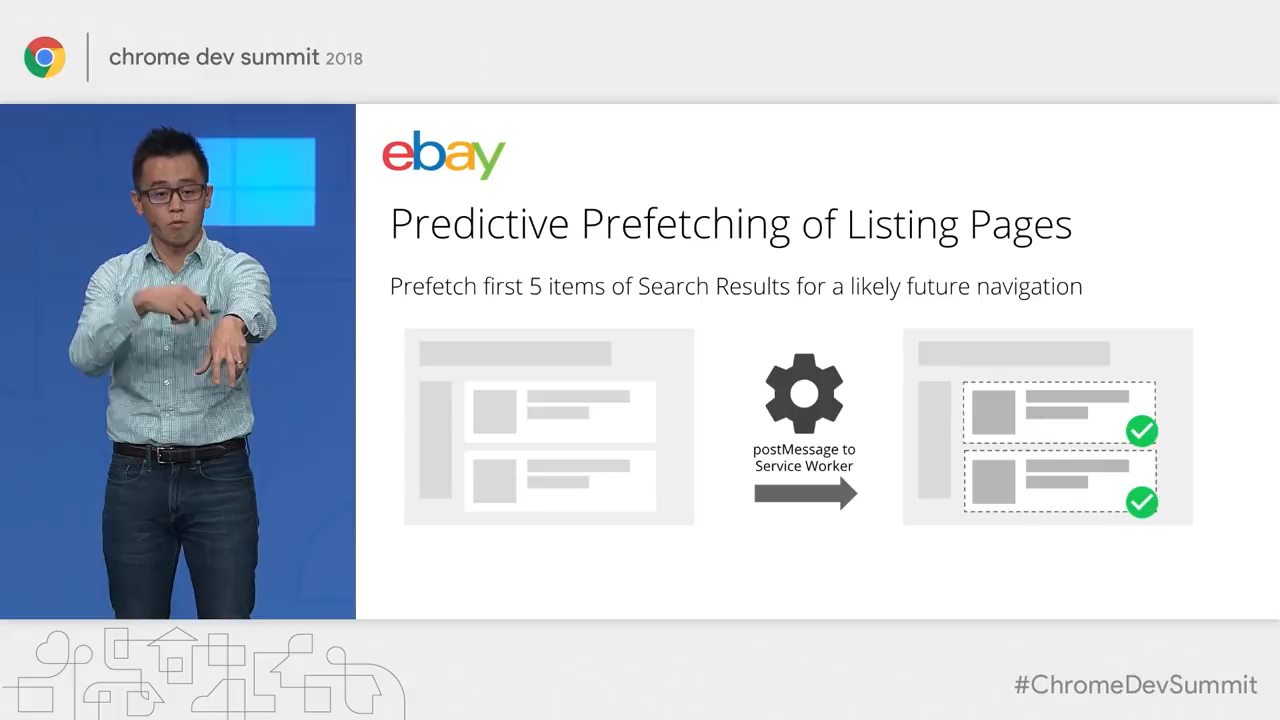 chrome dev summit 2018
ebay
Predictive Prefetching of Listing Pages
Prefetch first 5 items of Search Results for a likely future navigation
postMessage to
Service Worker
#ChromeDevSummit